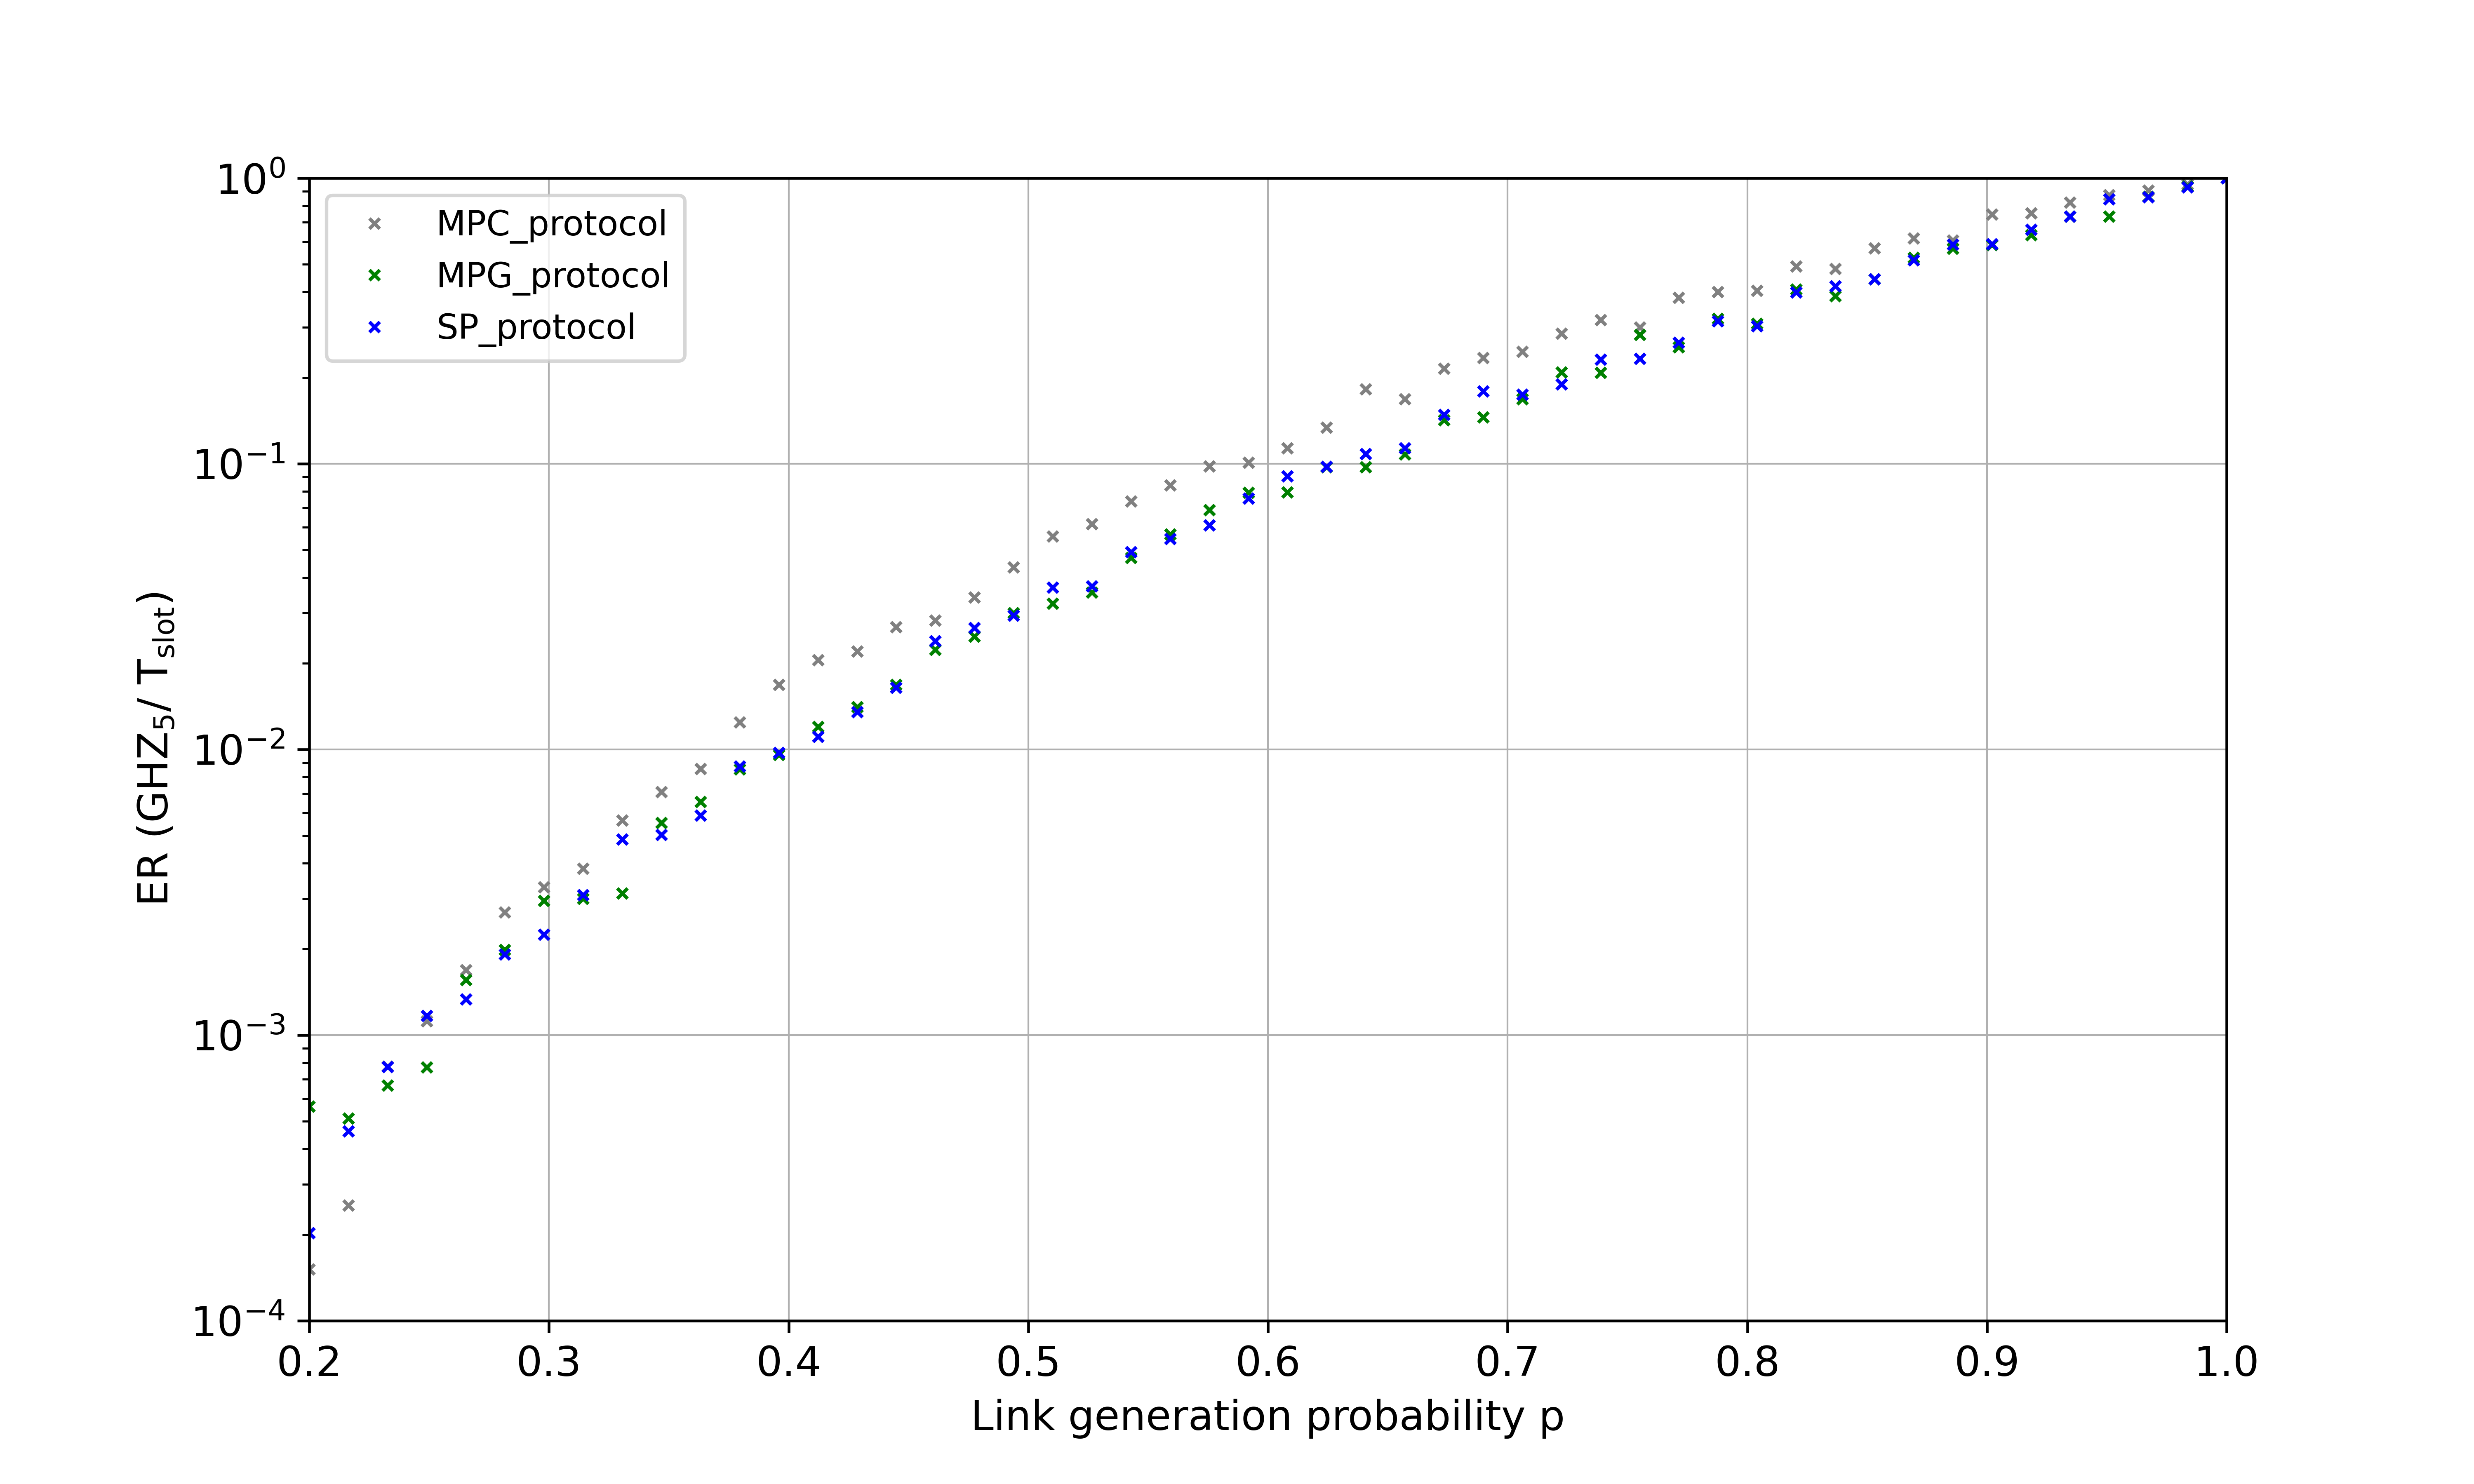 10⁰
10⁻¹
10⁻²
10⁻³
10⁻⁴
ER (GHZ₅/ Tₛₗₒₜ)
MPC_protocol
MPG_protocol
SP_protocol
0.2 0.3 0.4 0.5 0.6 0.7 0.8 0.9 1.0
Link generation probability p